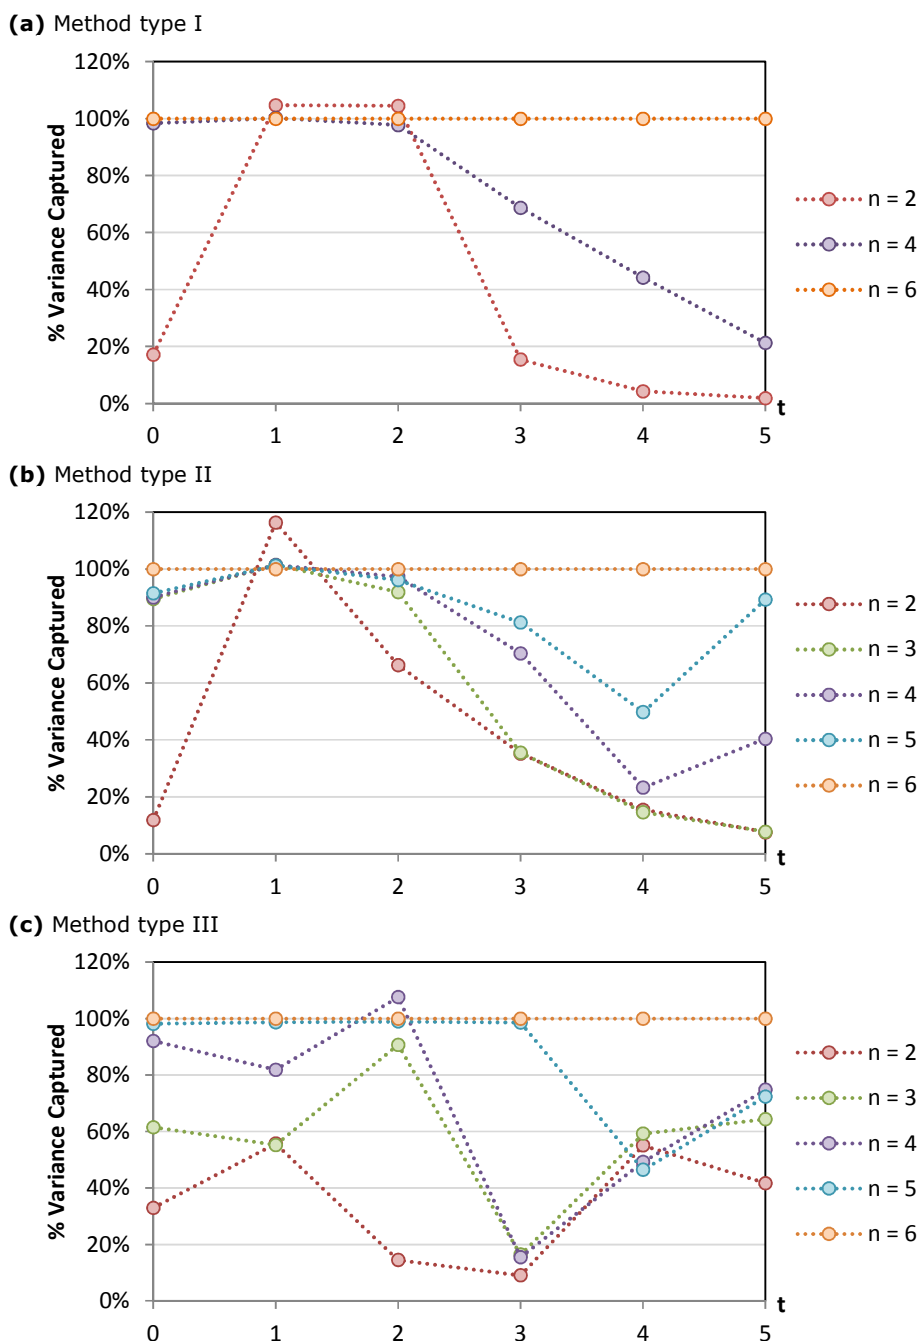 (a) Method type I
120%
100%
80%
60%
40%
20%
0%
% Variance Captured
0 1 2 3 4 5
t
n = 2
n = 4
n = 6
(b) Method type II
120%
100%
80%
60%
40%
20%
0%
% Variance Captured
0 1 2 3 4 5
t
n = 2
n = 3
n = 4
n = 5
n = 6
(c) Method type III
120%
100%
80%
60%
40%
20%
0%
% Variance Captured
0 1 2 3 4 5
t
n = 2
n = 3
n = 4
n = 5
n = 6